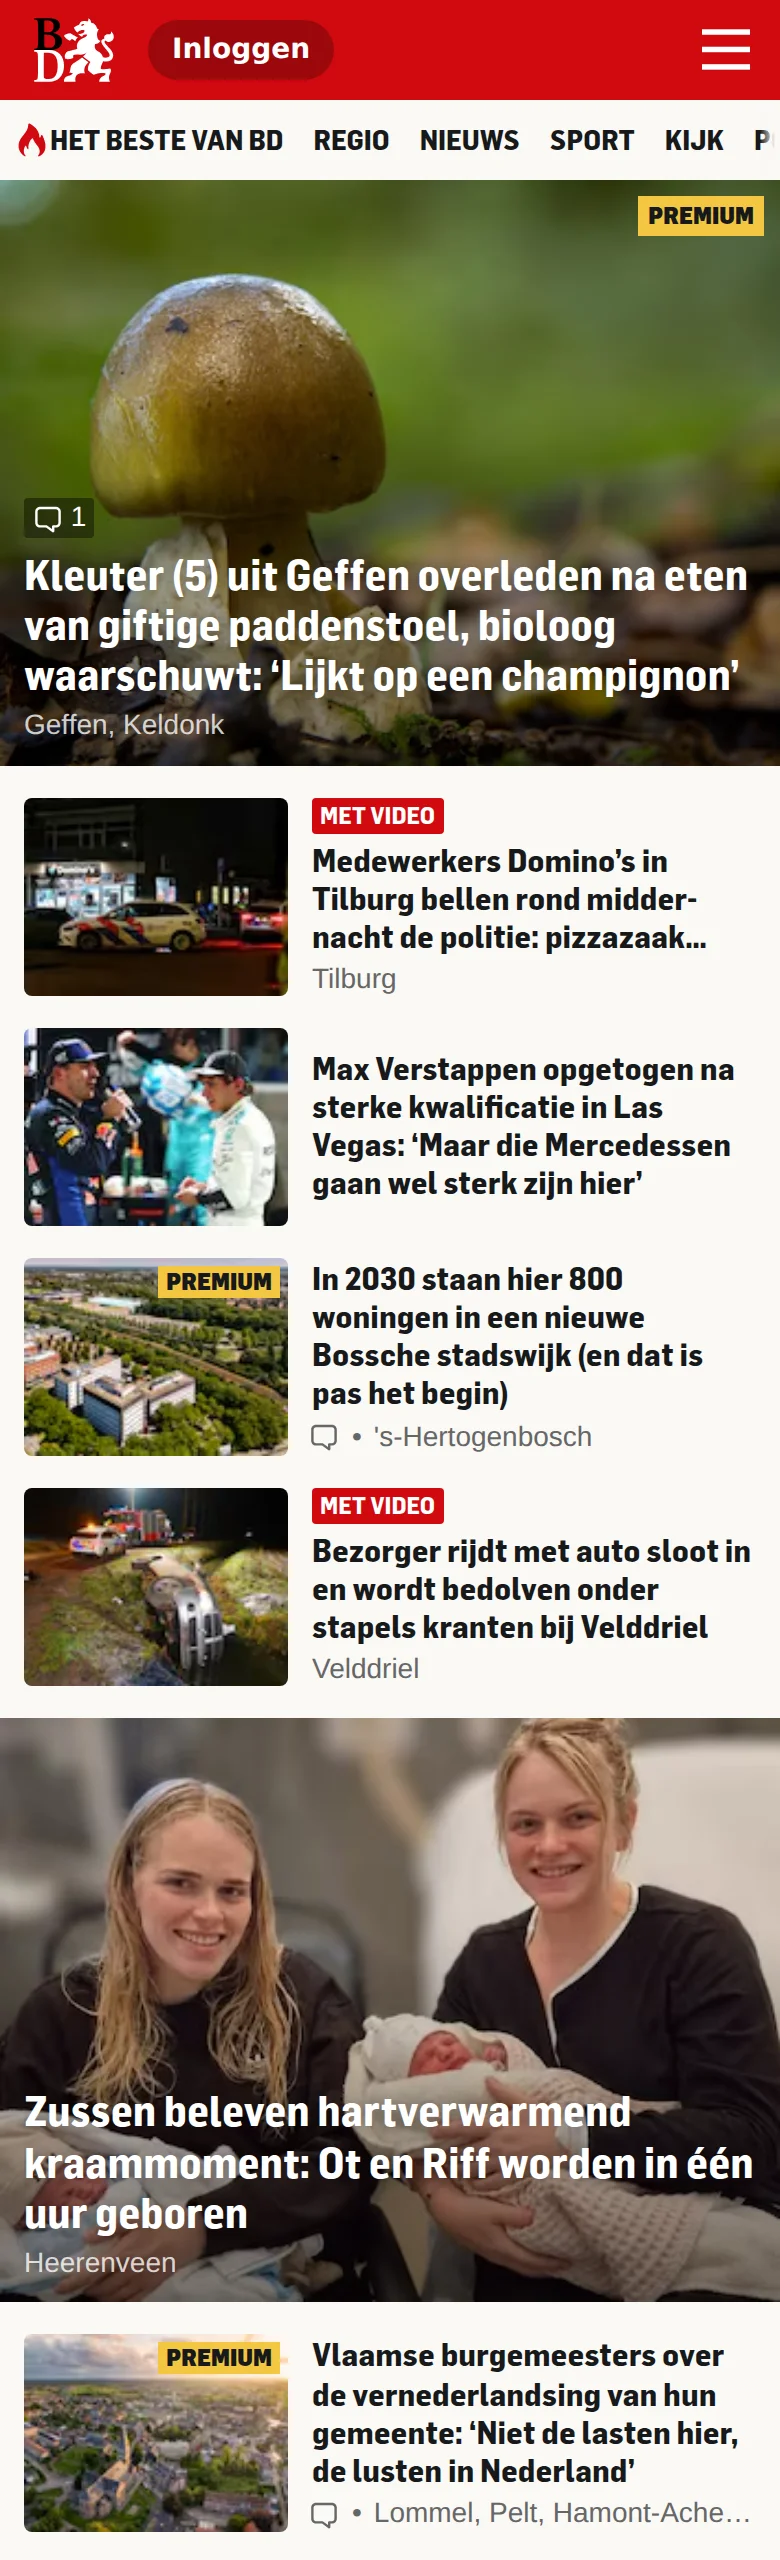 BD
Inloggen
HET BESTE VAN BD REGIO NIEUWS SPORT KIJK
PREMIUM
1
Kleuter (5) uit Geffen overleden na eten
van giftige paddenstoel, bioloog
waarschuwt: ‘Lijkt op een champignon’
Geffen, Keldonk
MET VIDEO
Medewerkers Domino’s in
Tilburg bellen rond midder-
nacht de politie: pizzazaak...
Tilburg
Max Verstappen opgetogen na
sterke kwalificatie in Las
Vegas: ‘Maar die Mercedessen
gaan wel sterk zijn hier’
PREMIUM
In 2030 staan hier 800
woningen in een nieuwe
Bossche stadswijk (en dat is
pas het begin)
• 's-Hertogenbosch
MET VIDEO
Bezorger rijdt met auto sloot in
en wordt bedolven onder
stapels kranten bij Velddriel
Velddriel
Zussen beleven hartverwarmend
kraammoment: Ot en Riff worden in één
uur geboren
Heerenveen
PREMIUM
Vlaamse burgemeesters over
de vernederlandsing van hun
gemeente: ‘Niet de lasten hier,
de lusten in Nederland’
• Lommel, Pelt, Hamont-Ache...